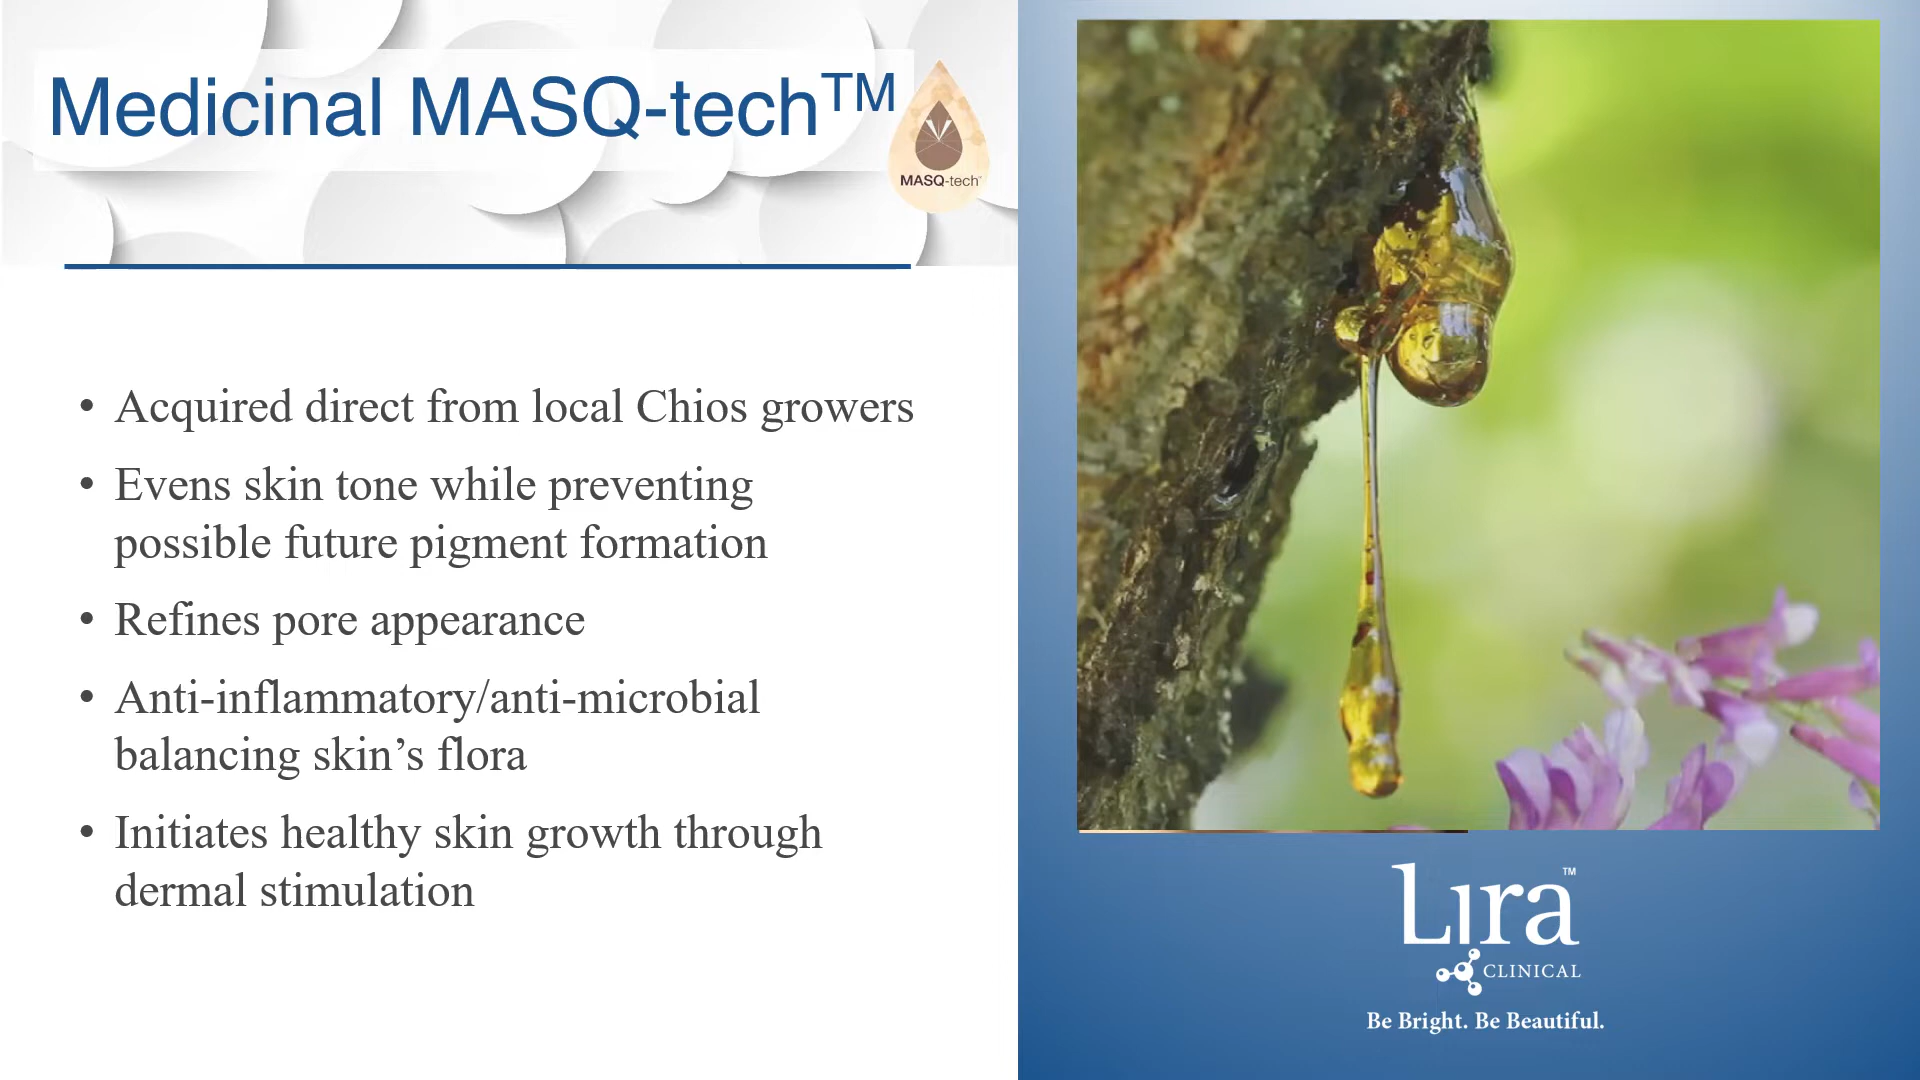 Medicinal MASQ-tech™
MASQ-tech™
• Acquired direct from local Chios growers
• Evens skin tone while preventing
possible future pigment formation
• Refines pore appearance
• Anti-inflammatory/anti-microbial
balancing skin’s flora
• Initiates healthy skin growth through
dermal stimulation
Lira™
CLINICAL
Be Bright. Be Beautiful.